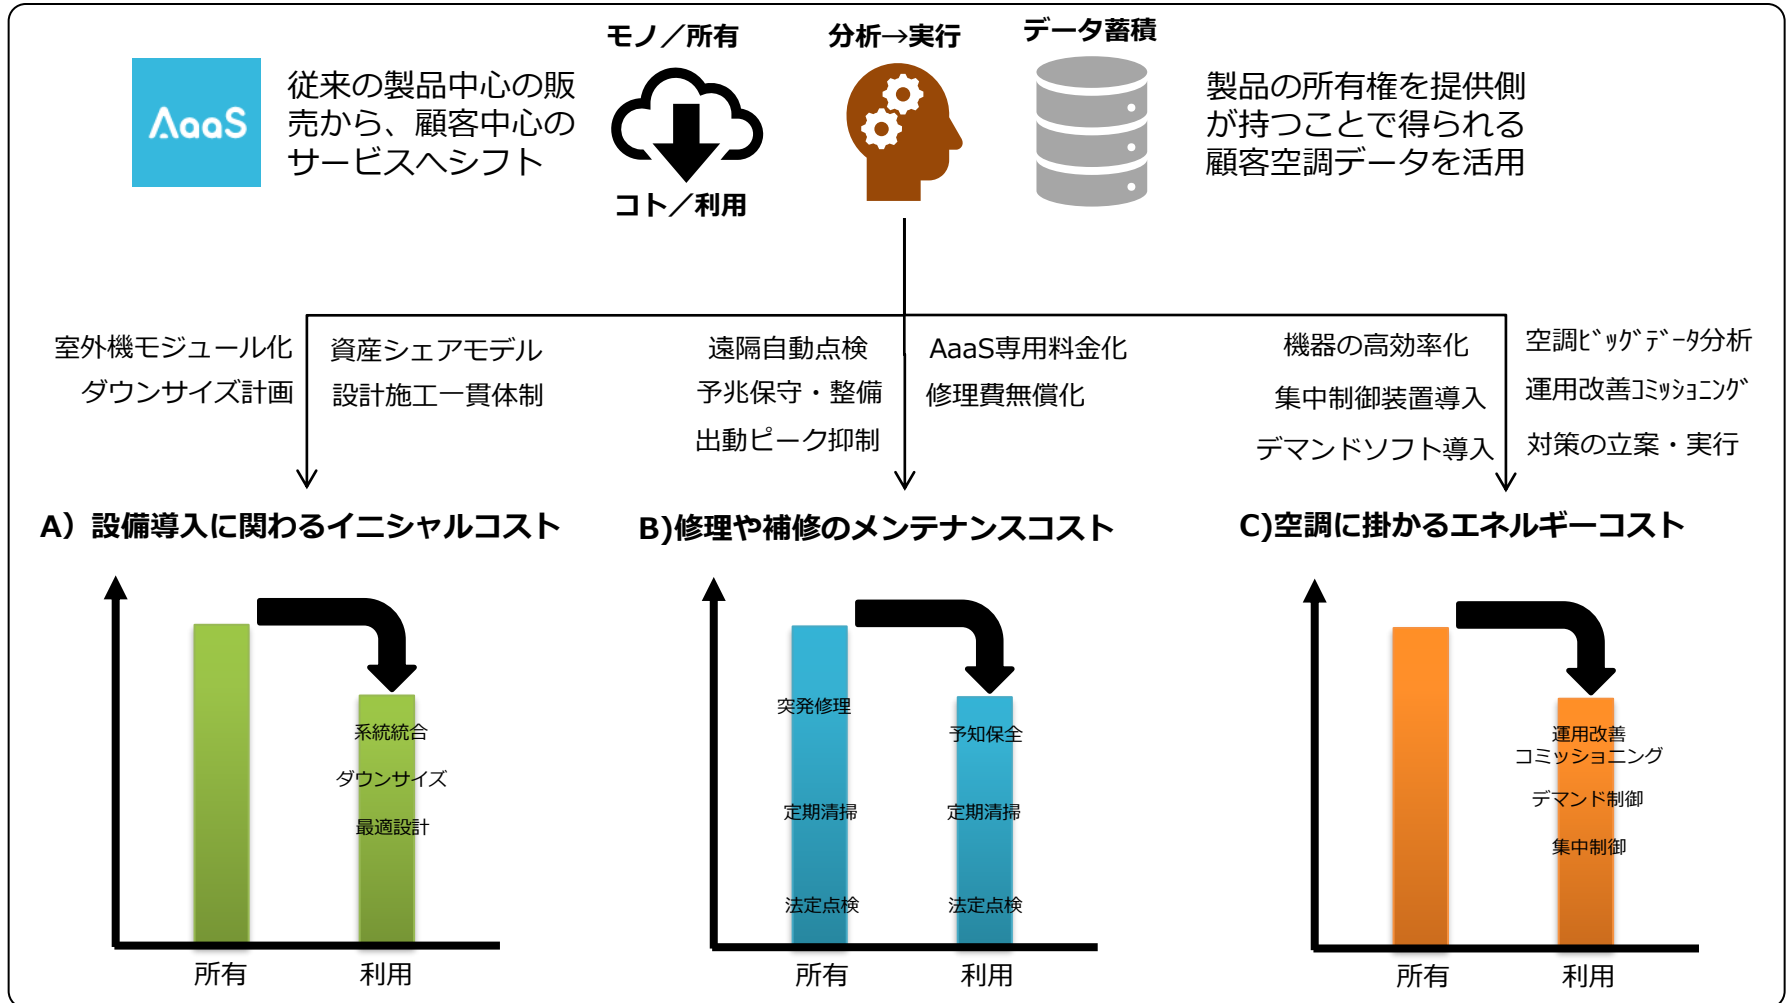 モノ／所有
分析→実行
データ蓄積
AaaS
従来の製品中心の販
売から、顧客中心の
サービスへシフト
コト／利用
製品の所有権を提供側
が持つことで得られる
顧客空調データを活用
室外機モジュール化
ダウンサイズ計画
資産シェアモデル
設計施工一貫体制
遠隔自動点検
予兆保守・整備
出動ピーク抑制
AaaS専用料金化
修理費無償化
機器の高効率化
集中制御装置導入
デマンドソフト導入
空調ﾋﾞｯｸﾞﾃﾞｰﾀ分析
運用改善ｺﾐｯｼｮﾆﾝｸﾞ
対策の立案・実行
A）設備導入に関わるイニシャルコスト
系統統合
ダウンサイズ
最適設計
所有
利用
B)修理や補修のメンテナンスコスト
突発修理
定期清掃
法定点検
予知保全
定期清掃
法定点検
所有
利用
C)空調に掛かるエネルギーコスト
運用改善
コミッショニング
デマンド制御
集中制御
所有
利用